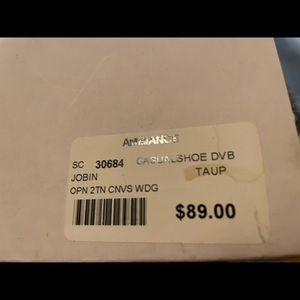 SC 30684 CASUALSHOE DVB
JOBIN TAUP
OPN 2TN CNVS WDG
$89.00